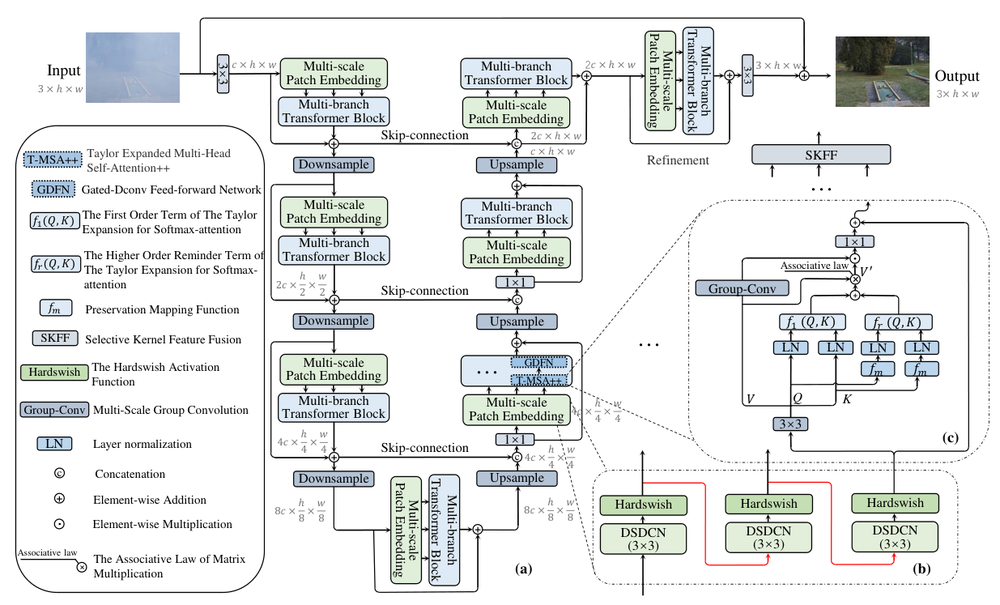 Input
3 × h × w
3×3
c × h × w
Multi-scale
Patch Embedding
Multi-branch
Transformer Block
Skip-connection
Downsample
Multi-scale
Patch Embedding
Multi-branch
Transformer Block
2c × h/2 × w/2
Skip-connection
Downsample
Multi-scale
Patch Embedding
Multi-branch
Transformer Block
4c × h/4 × w/4
Skip-connection
Downsample
8c × h/8 × w/8
Multi-scale
Patch Embedding
Multi-branch
Transformer Block
8c × h/8 × w/8
Upsample
4c × h/4 × w/4
c
1×1
Multi-scale
Patch Embedding
4c × h/4 × w/4
T-MSA++
GDFN
Upsample
c
1×1
Multi-scale
Patch Embedding
Multi-branch
Transformer Block
Upsample
c × h × w
c
2c × h × w
Multi-scale
Patch Embedding
Multi-branch
Transformer Block
2c × h × w
Multi-scale
Patch Embedding
Multi-branch
Transformer Block
Refinement
3×3
3 × h × w
Output
3 × h × w
(a)
T-MSA++
Taylor Expanded Multi-Head
Self-Attention++
GDFN
Gated-Dconv Feed-forward Network
f₁(Q, K)
The First Order Term of The Taylor
Expansion for Softmax-attention
fᵣ(Q, K)
The Higher Order Reminder Term of
The Taylor Expansion for Softmax-
attention
fₘ
Preservation Mapping Function
SKFF
Selective Kernel Feature Fusion
Hardswish
The Hardswish Activation
Function
Group-Conv
Multi-Scale Group Convolution
LN
Layer normalization
c
Concatenation
Element-wise Addition
Element-wise Multiplication
Associative law
The Associative Law of Matrix
Multiplication
SKFF
1×1
Associative law
V′
Group-Conv
f₁ (Q, K)
fᵣ (Q, K)
LN
LN
LN
LN
fₘ
fₘ
V
Q
K
3×3
(c)
Hardswish
Hardswish
Hardswish
DSDCN
(3×3)
DSDCN
(3×3)
DSDCN
(3×3)
(b)